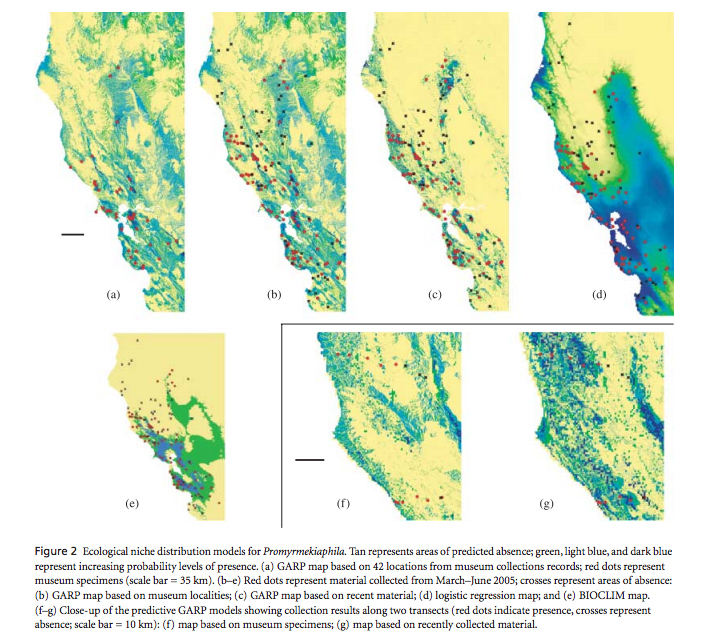 (a)
(b)
(c)
(d)
(e)
(f)
(g)
Figure 2 Ecological niche distribution models for Promyrmekiaphila. Tan represents areas of predicted absence; green, light blue, and dark blue
represent increasing probability levels of presence. (a) GARP map based on 42 locations from museum collections records; red dots represent
museum specimens (scale bar = 35 km). (b–e) Red dots represent material collected from March–June 2005; crosses represent areas of absence:
(b) GARP map based on museum localities; (c) GARP map based on recent material; (d) logistic regression map; and (e) BIOCLIM map.
(f–g) Close-up of the predictive GARP models showing collection results along two transects (red dots indicate presence, crosses represent
absence; scale bar = 10 km): (f) map based on museum specimens; (g) map based on recently collected material.